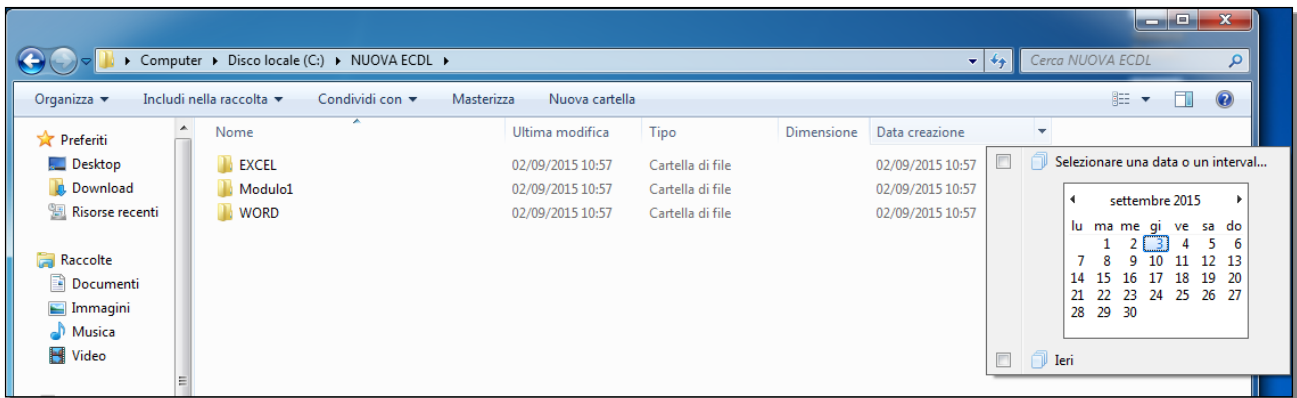 Computer Disco locale (C:) NUOVA ECDL Cerca NUOVA ECDL
Organizza Includi nella raccolta Condividi con Masterizza Nuova cartella
Preferiti
Desktop
Download
Risorse recenti
Raccolte
Documenti
Immagini
Musica
Video
Nome Ultima modifica Tipo Dimensione Data creazione
EXCEL 02/09/2015 10:57 Cartella di file 02/09/2015 10:57
Modulo1 02/09/2015 10:57 Cartella di file 02/09/2015 10:57
WORD 02/09/2015 10:57 Cartella di file 02/09/2015 10:57
Selezionare una data o un interval...
settembre 2015
lu ma me gi ve sa do
1 2 3 4 5 6
7 8 9 10 11 12 13
14 15 16 17 18 19 20
21 22 23 24 25 26 27
28 29 30
Ieri